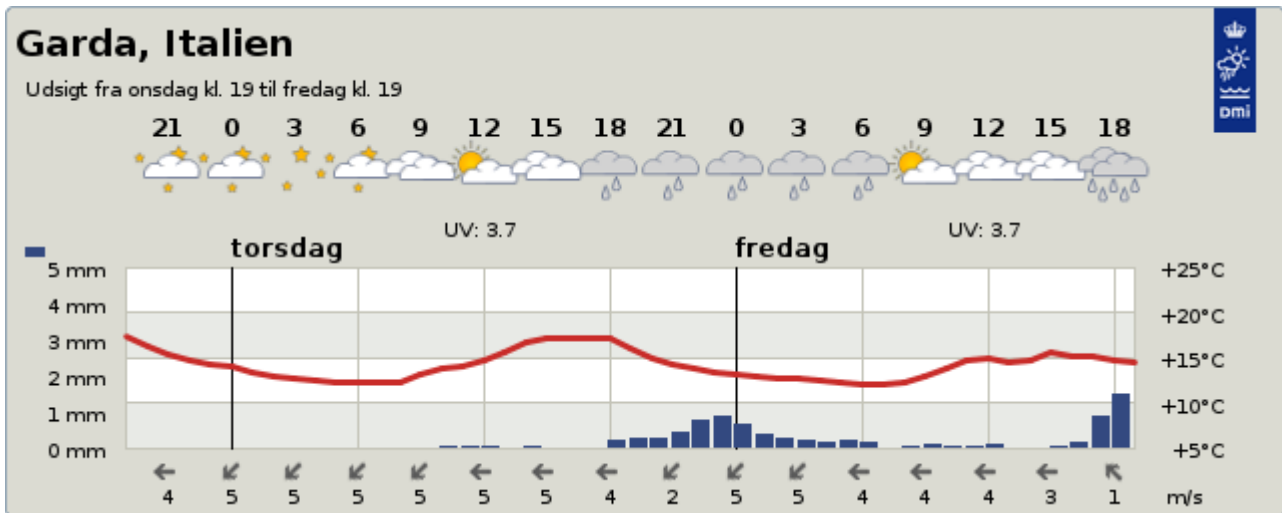 Garda, Italien
Udsigt fra onsdag kl. 19 til fredag kl. 19
DMI
21 0 3 6 9 12 15 18 21 0 3 6 9 12 15 18
UV: 3.7 UV: 3.7
torsdag fredag
5 mm +25°C
4 mm +20°C
3 mm +15°C
2 mm +10°C
1 mm +5°C
0 mm
4 5 5 5 5 5 5 4 2 5 5 4 4 4 3 1 m/s